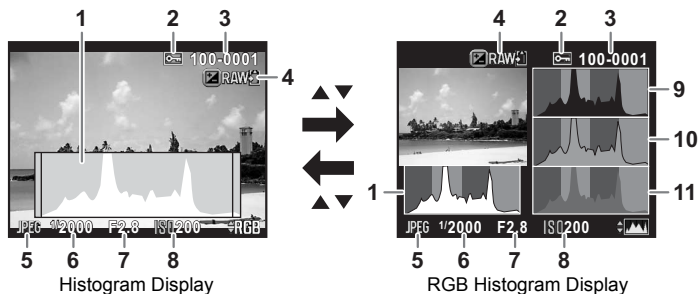 1 2 3
100-0001
RAW
4
JPEG 1/2000 F2.8 ISO200 RGB
5 6 7 8
Histogram Display
4 2 3
RAW 100-0001
9
10
1 11
JPEG 1/2000 F2.8 ISO200
5 6 7 8
RGB Histogram Display